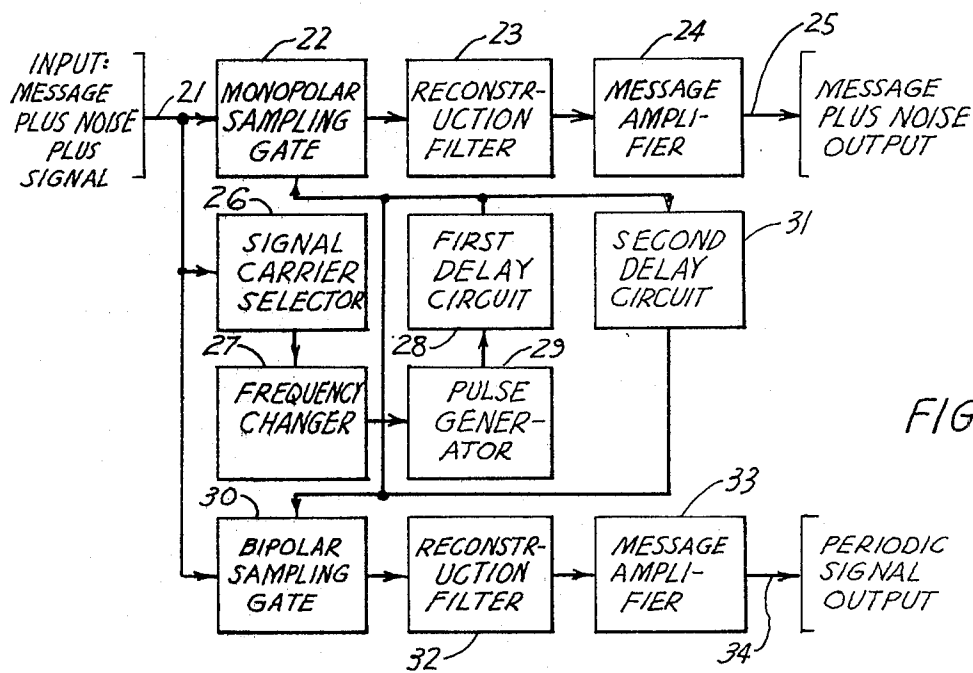 INPUT:
MESSAGE
PLUS NOISE
PLUS
SIGNAL
21
22
MONOPOLAR
SAMPLING
GATE
23
RECONSTR-
UCTION
FILTER
24
MESSAGE
AMPLI-
FIER
25
MESSAGE
PLUS NOISE
OUTPUT
26
SIGNAL
CARRIER
SELECTOR
FIRST
DELAY
CIRCUIT
28
SECOND
DELAY
CIRCUIT
31
27
FREQUENCY
CHANGER
29
PULSE
GENER-
ATOR
FIG
30
BIPOLAR
SAMPLING
GATE
RECONSTR-
UCTION
FILTER
32
33
MESSAGE
AMPLI-
FIER
34
PERIODIC
SIGNAL
OUTPUT